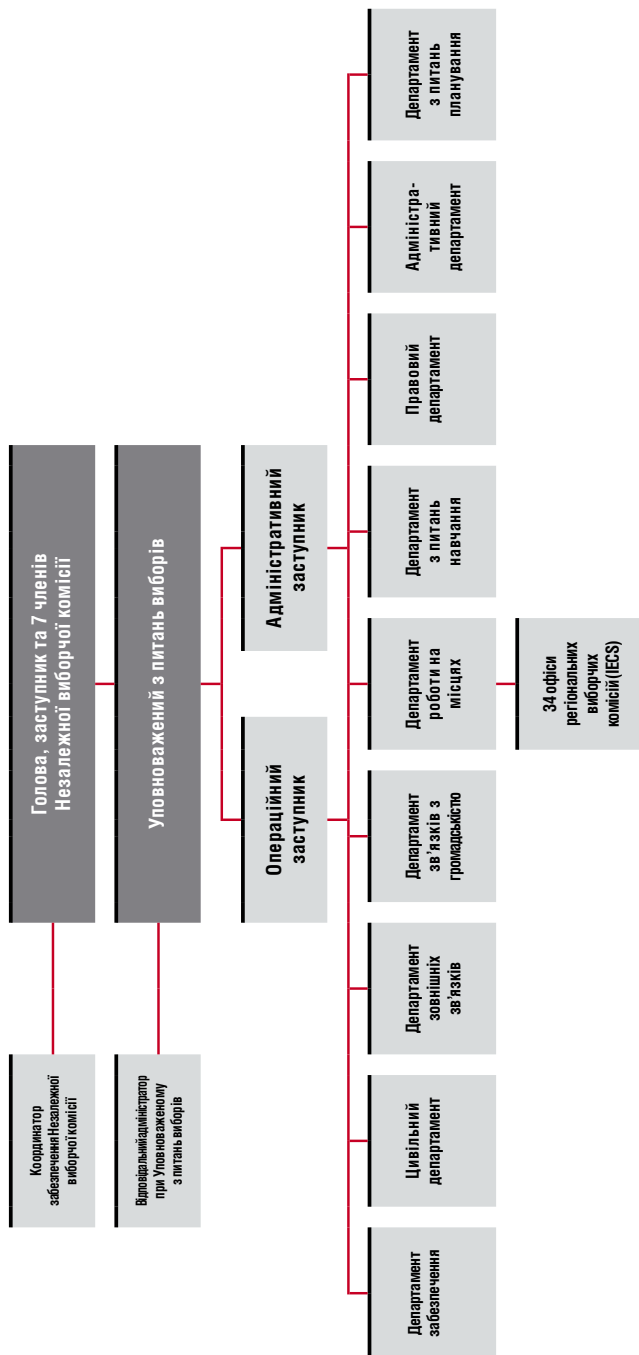 Голова, заступник та 7 членів
Незалежної виборчої комісії
Координатор
забезпечення Незалежної
виборчої комісії
Уповноважений з питань виборів
Відповідальний адміністратор
при Уповноваженому
з питань виборів
Операційний
заступник
Адміністративний
заступник
Департамент
забезпечення
Цивільний
департамент
Департамент
зовнішніх
зв'язків
Департамент
зв'язків з
громадськістю
Департамент
роботи на
місцях
Департамент
з питань
навчання
Правовий
департамент
Адміністра-
тивний
департамент
Департамент
з питань
планування
34 офіси
регіональних
виборчих
комісій (IECS)